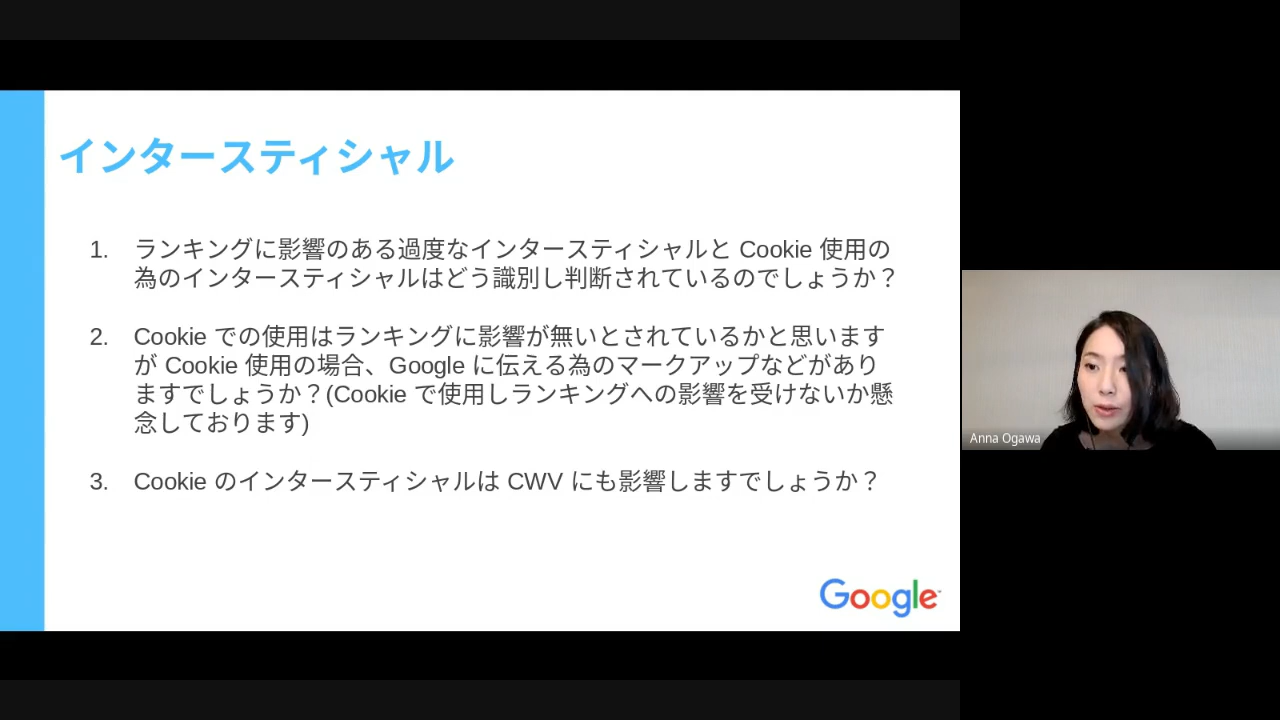 インタースティシャル
1. ランキングに影響のある過度なインタースティシャルと Cookie 使用の
為のインタースティシャルはどう識別し判断されているのでしょうか？
2. Cookie での使用はランキングに影響が無いとされているかと思います
が Cookie 使用の場合、Google に伝える為のマークアップなどがあり
ますでしょうか？(Cookie で使用しランキングへの影響を受けないか懸
念しております)
3. Cookie のインタースティシャルは CWV にも影響しますでしょうか？
Google
Anna Ogawa